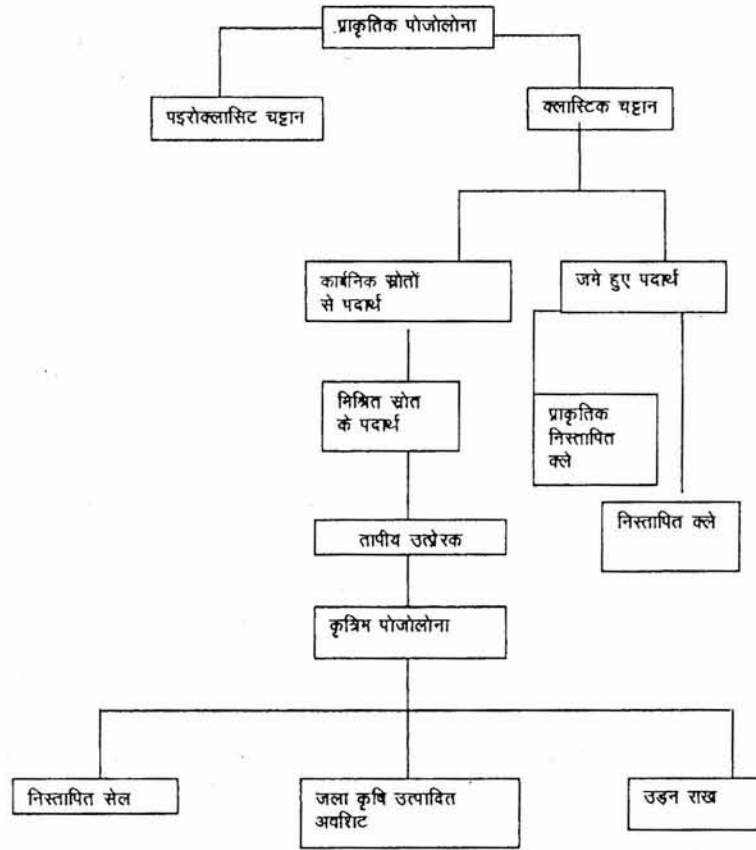 प्राकृतिक पोजोलोना
पइरोक्लासिट चट्टान
क्लास्टिक चट्टान
कार्बनिक स्रोतों
से पदार्थ
जमे हुए पदार्थ
मिश्रित स्रोत
के पदार्थ
प्राकृतिक
निस्तापित
क्ले
निस्तापित क्ले
तापीय उत्प्रेरक
कृत्रिम पोजोलोना
निस्तापित सेल
जला कृषि उत्पादित
अवशिट
उड़न राख